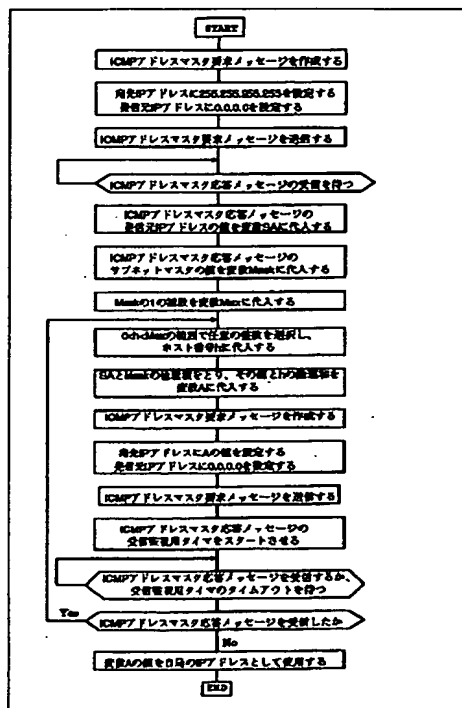 START
ICMPアドレスマスタ要求メッセージを作成する
宛先IPアドレスに255.255.255.255を設定する
発信元IPアドレスに0.0.0.0を設定する
ICMPアドレスマスタ要求メッセージを送信する
ICMPアドレスマスタ応答メッセージの受信を待つ
ICMPアドレスマスタ応答メッセージの
発信元IPアドレスの値を変数SAに代入する
ICMPアドレスマスタ応答メッセージの
サブネットマスタの値を変数Maskに代入する
Maskの1の補数を変数Maxに代入する
0<h<Maxの範囲で任意の整数を選択し、
ホスト番号hに代入する
SAとMaskの論理積をとり、その値とhの論理和を
変数Aに代入する
ICMPアドレスマスタ要求メッセージを作成する
宛先IPアドレスにAの値を設定する
発信元IPアドレスに0.0.0.0を設定する
ICMPアドレスマスタ要求メッセージを送信する
ICMPアドレスマスタ応答メッセージの
受信監視用タイマをスタートさせる
ICMPアドレスマスタ応答メッセージを受信するか、
受信監視用タイマのタイムアウトを待つ
Yes
ICMPアドレスマスタ応答メッセージを受信したか
No
変数Aの値を自局のIPアドレスとして使用する
END